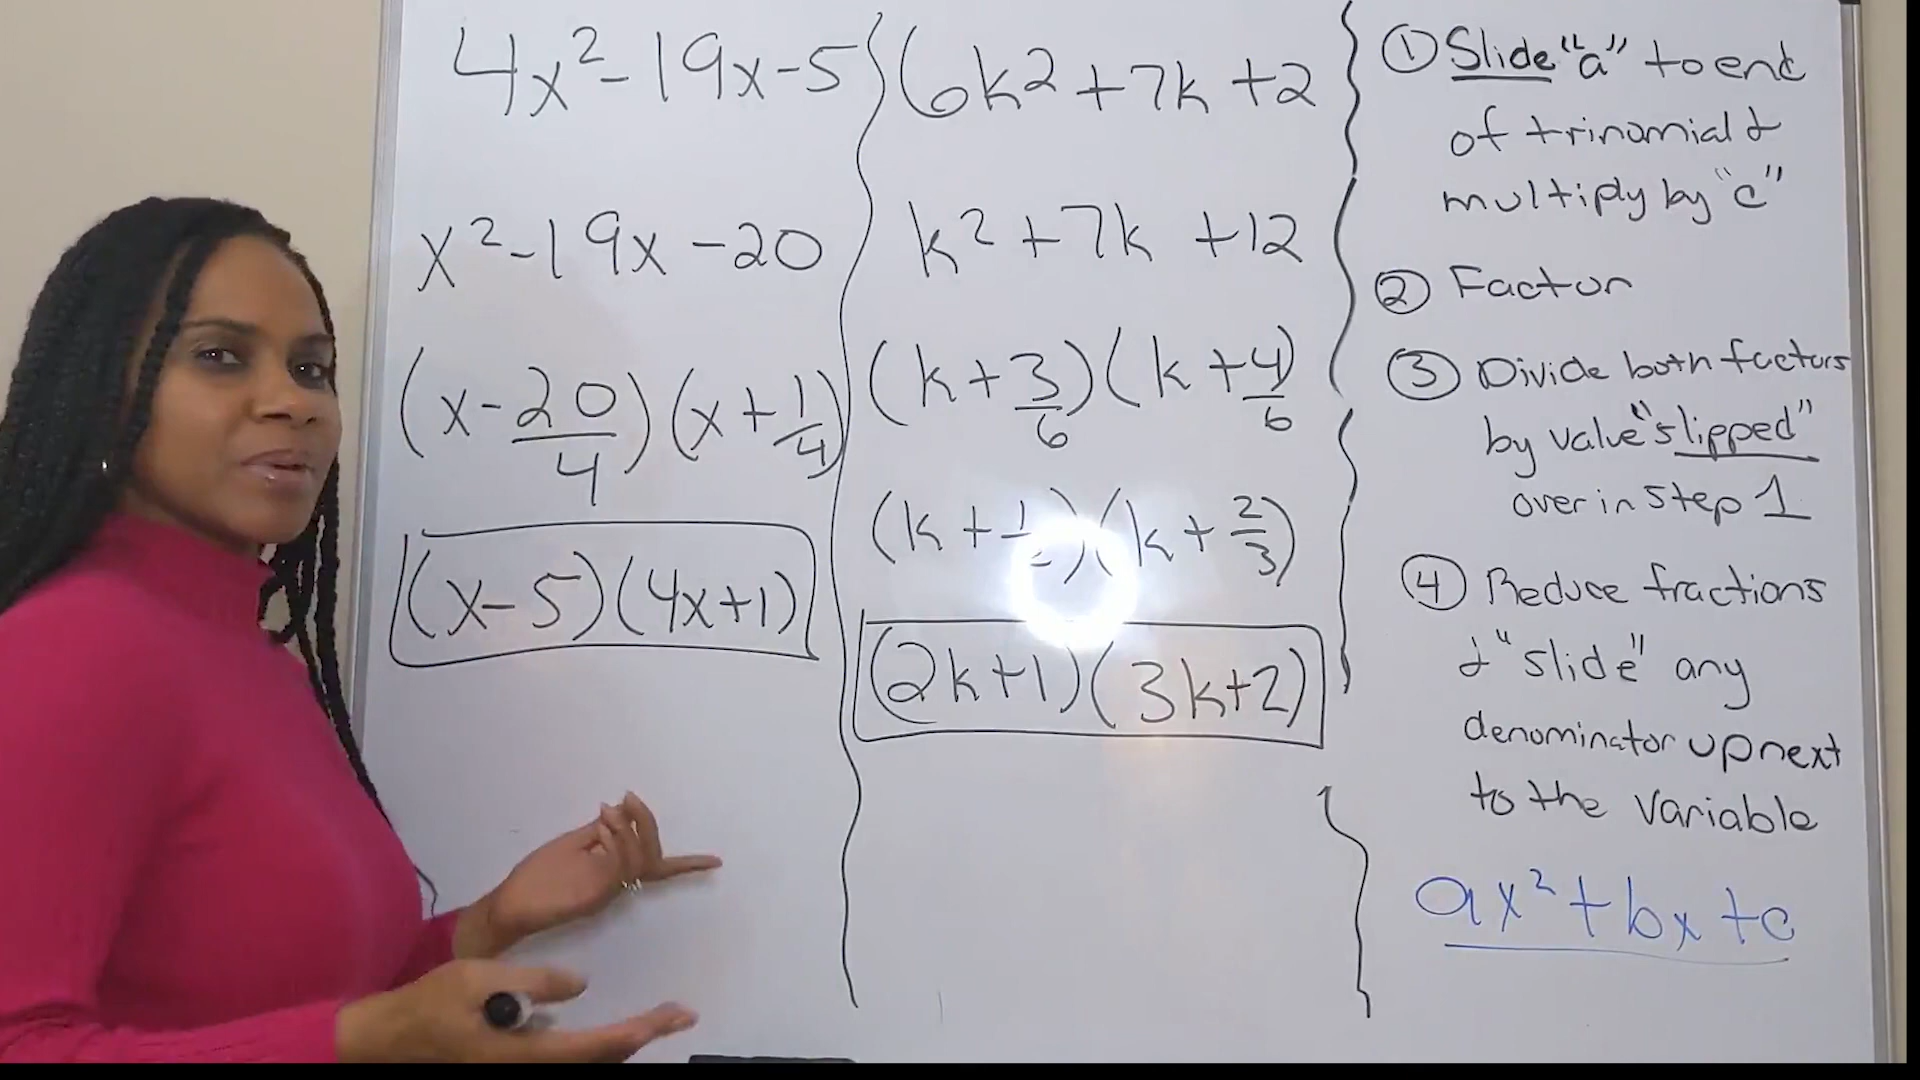 4x² - 19x - 5
x² - 19x - 20
(x - 20/4)(x + 1/4)
(x - 5)(4x + 1)
6k² + 7k + 2
k² + 7k + 12
(k + 3/6)(k + 4/6)
(k + 1/ )(k + 2/3)
(2k + 1)(3k + 2)
① Slide "a" to end
of trinomial &
multiply by "c"
② Factor
③ Divide both factors
by value "slipped"
over in step 1
④ Reduce fractions
& "slide" any
denominator up next
to the variable
ax² + bx + c